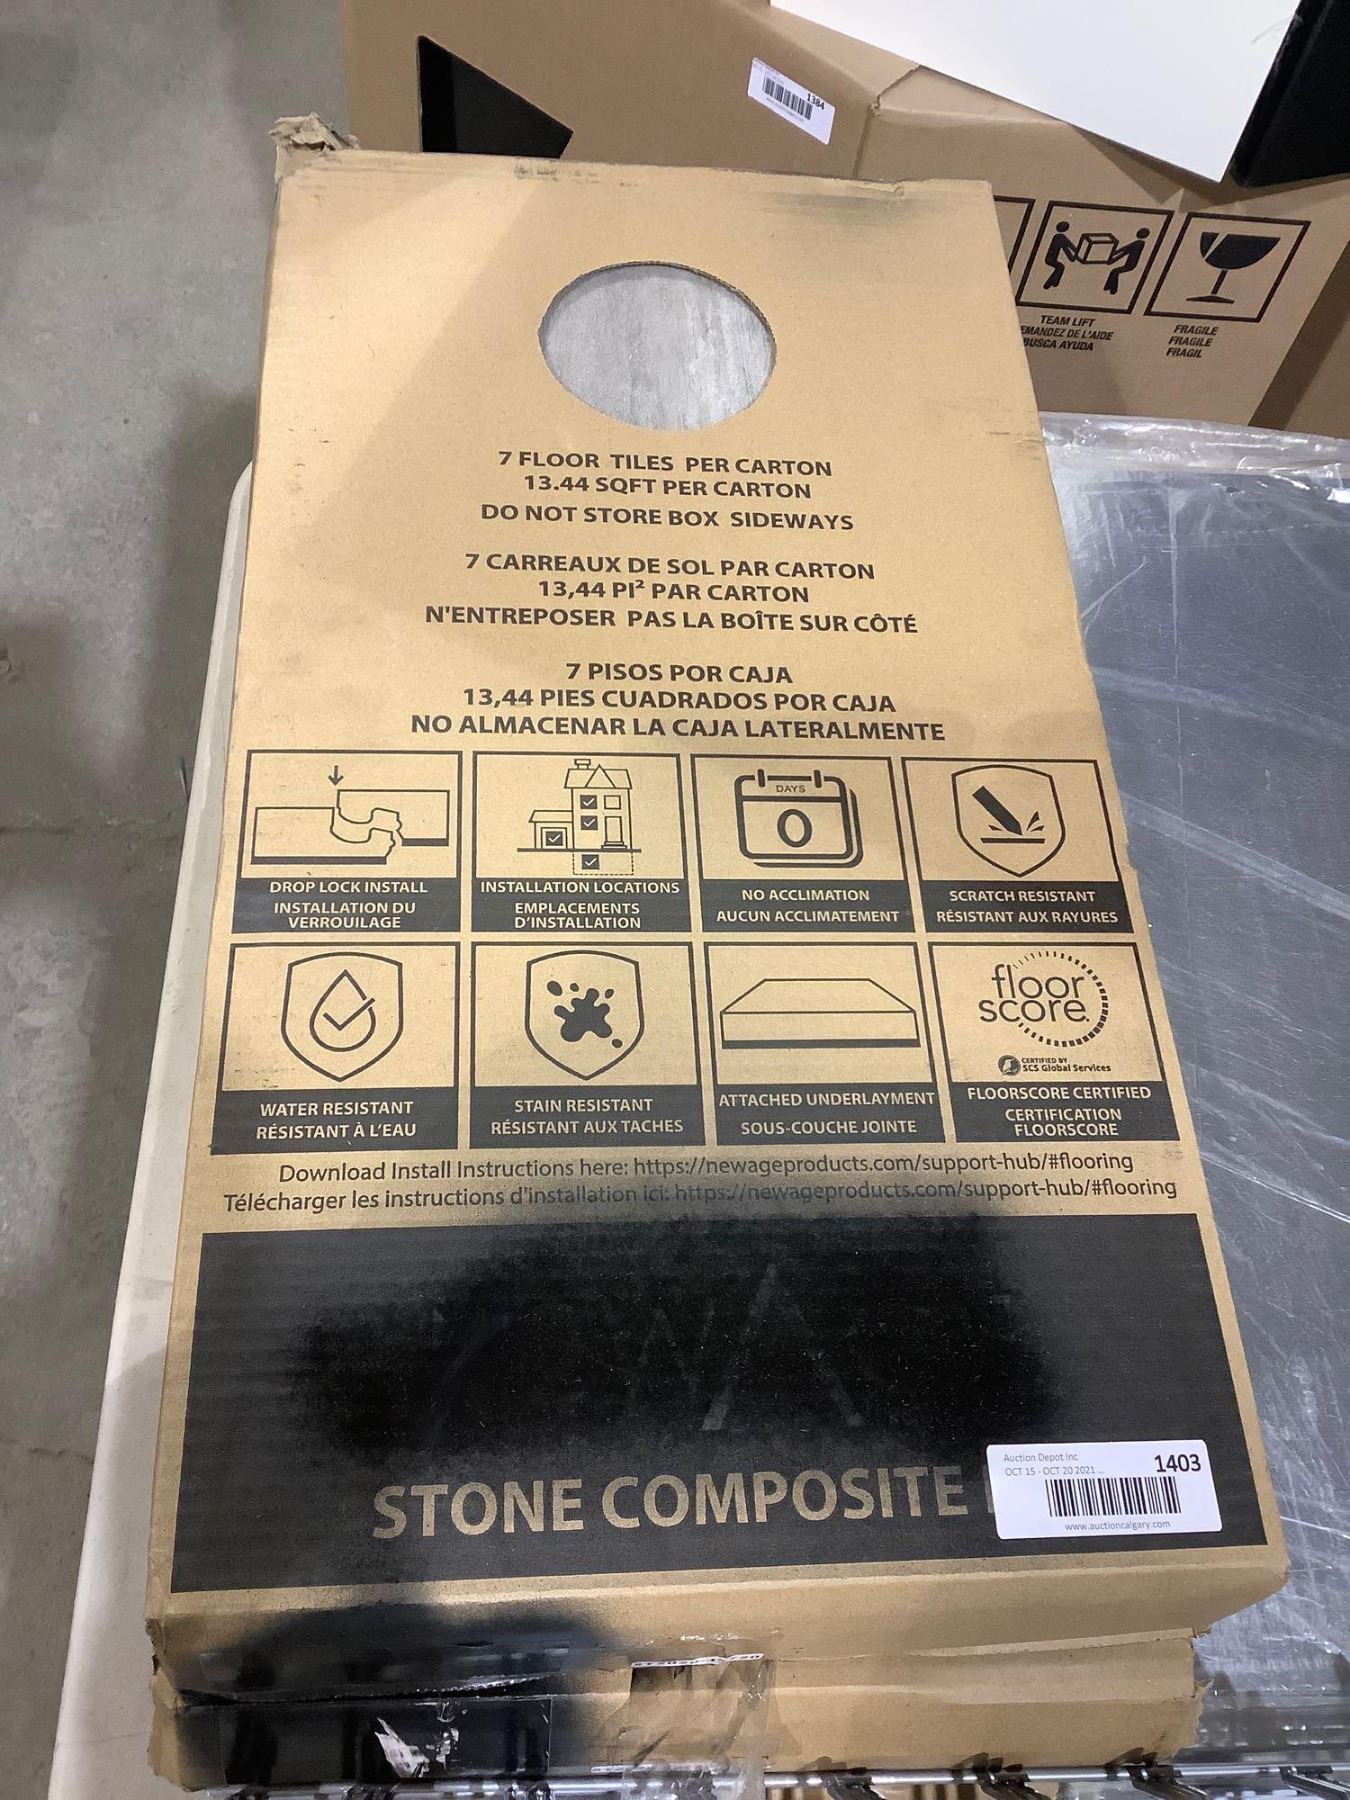 1384
TEAM LIFT
DEMANDEZ DE L'AIDE
BUSCA AYUDA
FRAGILE
FRAGILE
FRAGIL
7 FLOOR TILES PER CARTON
13.44 SQFT PER CARTON
DO NOT STORE BOX SIDEWAYS
7 CARREAUX DE SOL PAR CARTON
13,44 PI² PAR CARTON
N'ENTREPOSER PAS LA BOÎTE SUR CÔTÉ
7 PISOS POR CAJA
13,44 PIES CUADRADOS POR CAJA
NO ALMACENAR LA CAJA LATERALMENTE
DROP LOCK INSTALL
INSTALLATION DU
VERROUILAGE
INSTALLATION LOCATIONS
EMPLACEMENTS
D'INSTALLATION
DAYS
0
NO ACCLIMATION
AUCUN ACCLIMATEMENT
SCRATCH RESISTANT
RÉSISTANT AUX RAYURES
WATER RESISTANT
RÉSISTANT À L'EAU
STAIN RESISTANT
RÉSISTANT AUX TACHES
ATTACHED UNDERLAYMENT
SOUS-COUCHE JOINTE
floor
score
CERTIFIED BY
SCS Global Services
FLOORSCORE CERTIFIED
CERTIFICATION
FLOORSCORE
Download Install Instructions here: https://newageproducts.com/support-hub/#flooring
Télécharger les instructions d'installation ici: https://newageproducts.com/support-hub/#flooring
STONE COMPOSITE
Auction Depot Inc
OCT 15 - OCT 20 2021 ...
1403
www.auctioncalgary.com